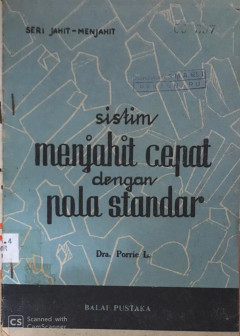 SERI JAHIT-MENJAHIT
sistim
menjahit cepat
dengan
pola standar
Dra. Porrie L.
BALAI PUSTAKA
CS Scanned with
CamScanner